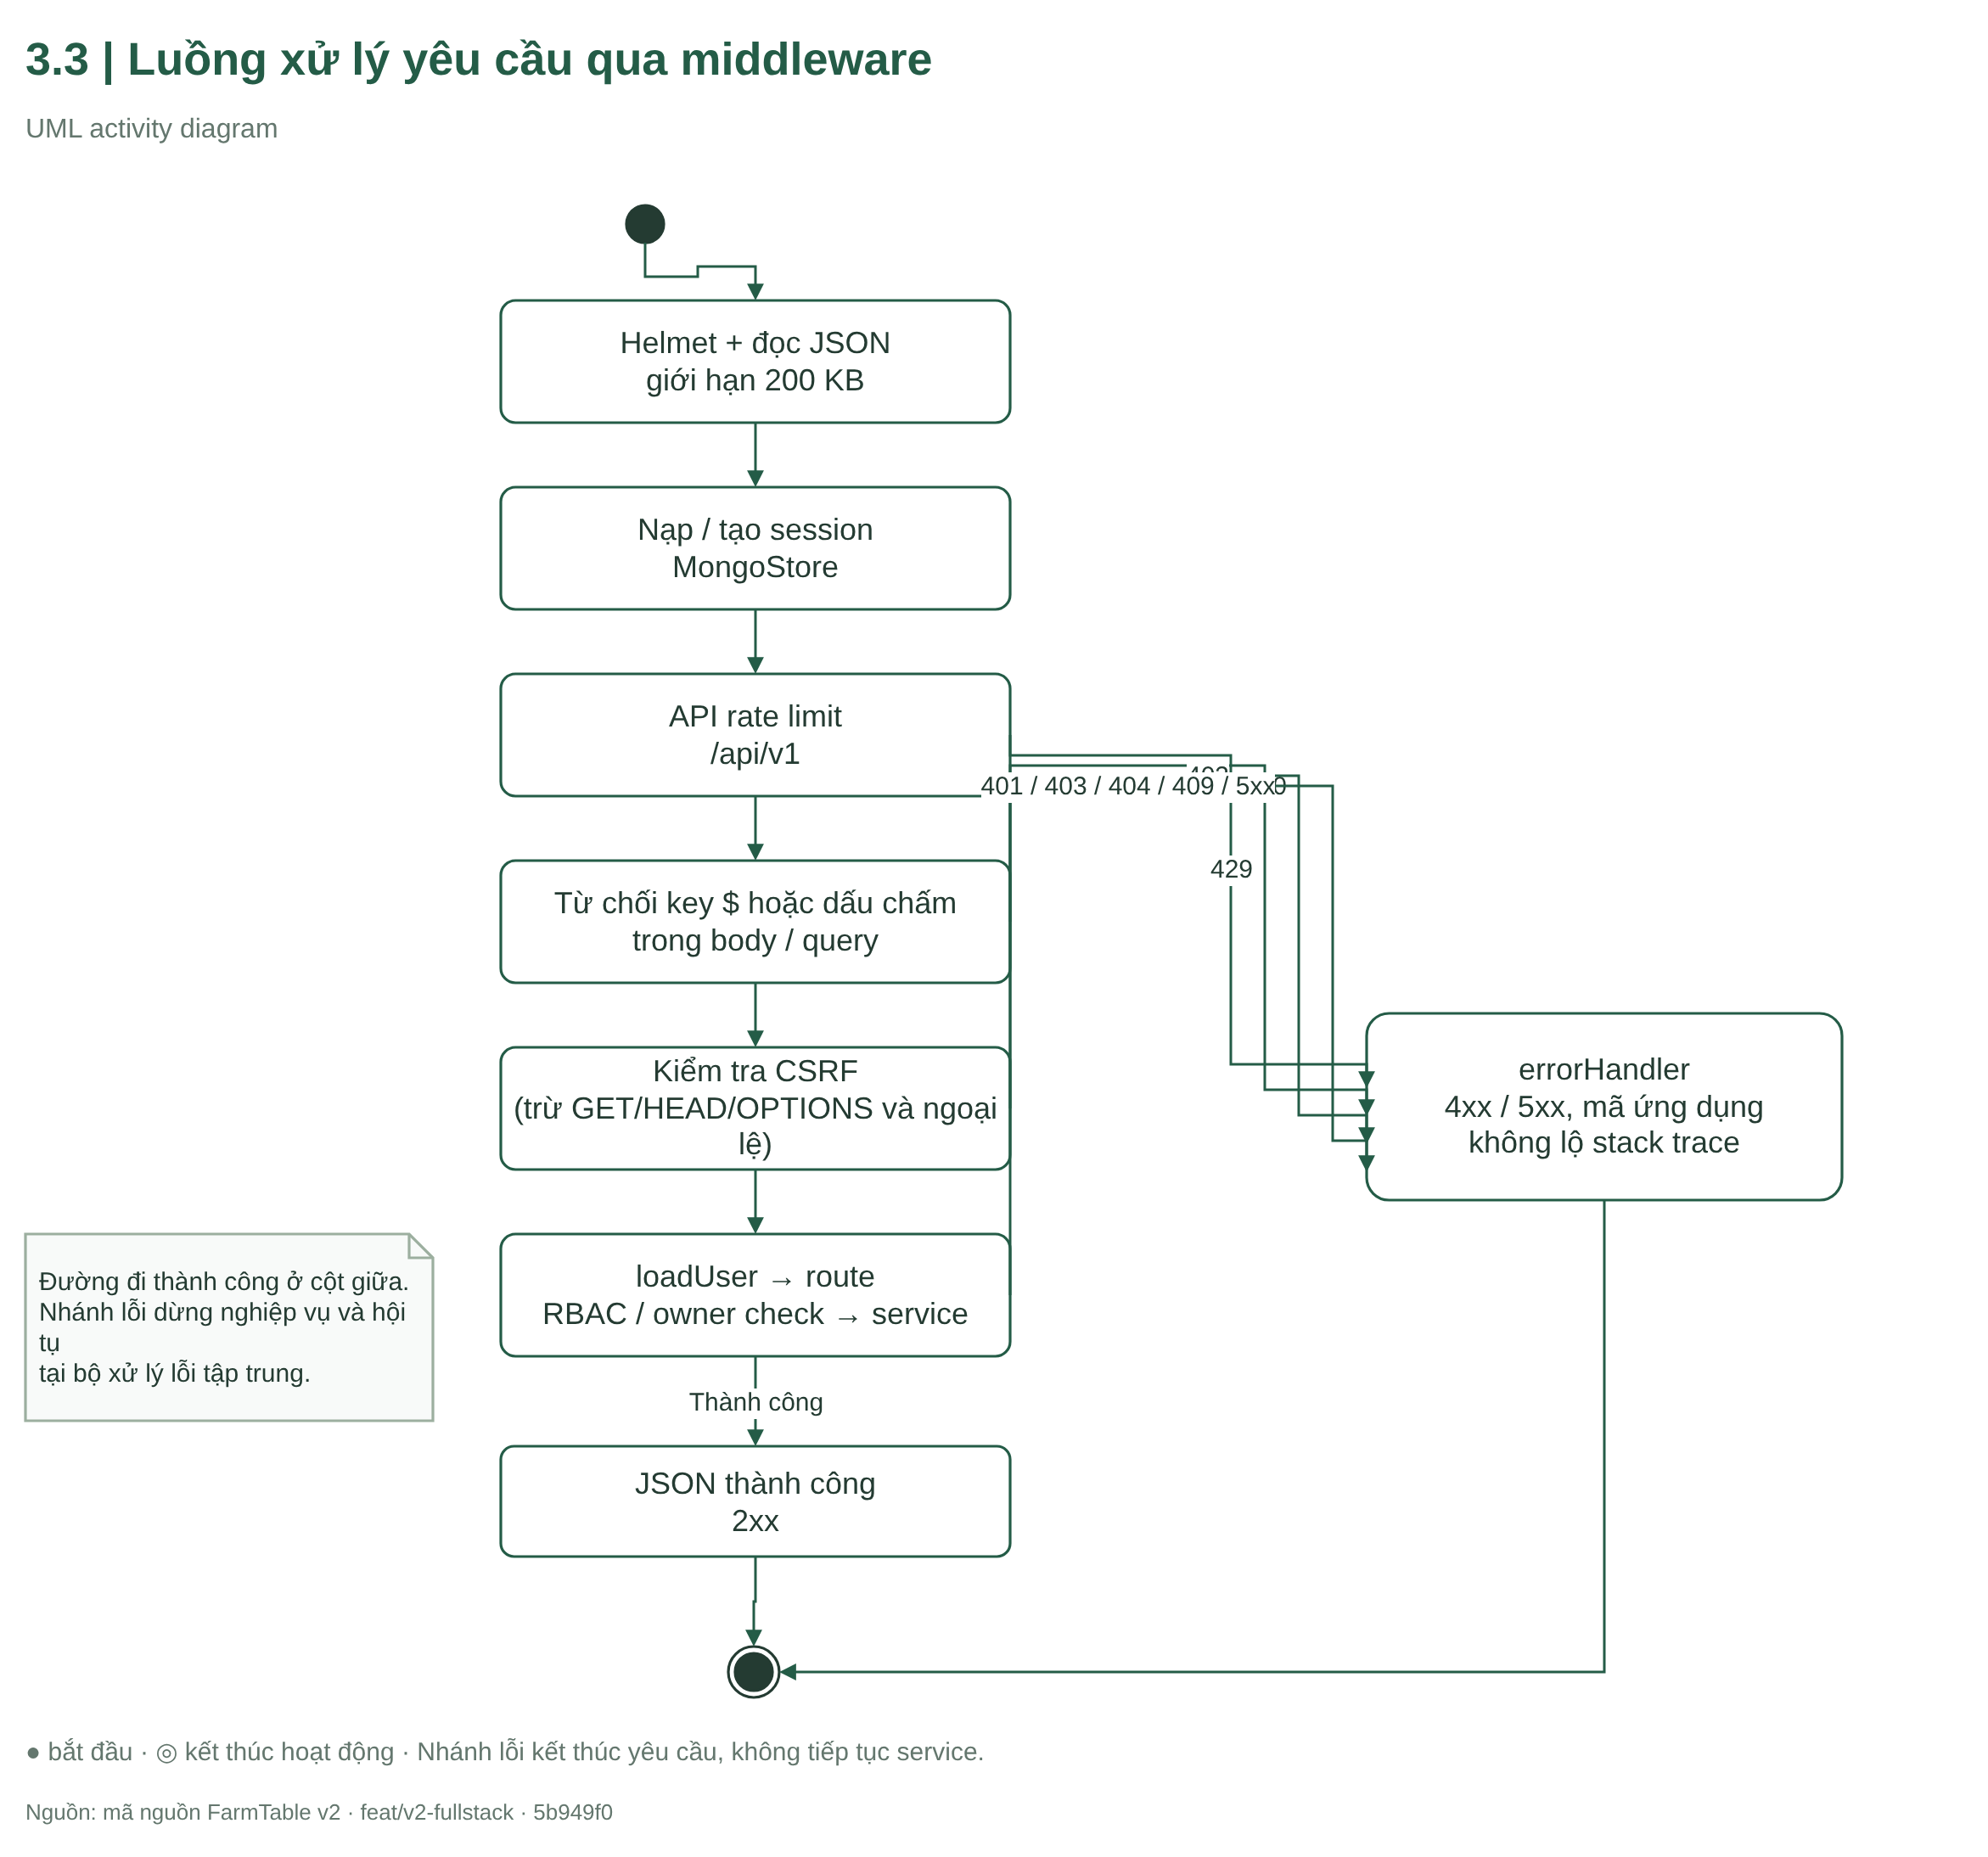 3.3 | Luồng xử lý yêu cầu qua middleware
UML activity diagram
Helmet + đọc JSON
giới hạn 200 KB
Nạp / tạo session
MongoStore
API rate limit
/api/v1
401 / 403 / 404 / 409 / 5xx
429
Từ chối key $ hoặc dấu chấm
trong body / query
Kiểm tra CSRF
(trừ GET/HEAD/OPTIONS và ngoại
lệ)
errorHandler
4xx / 5xx, mã ứng dụng
không lộ stack trace
loadUser → route
RBAC / owner check → service
Đường đi thành công ở cột giữa.
Nhánh lỗi dừng nghiệp vụ và hội
tụ
tại bộ xử lý lỗi tập trung.
Thành công
JSON thành công
2xx
● bắt đầu · ◎ kết thúc hoạt động · Nhánh lỗi kết thúc yêu cầu, không tiếp tục service.
Nguồn: mã nguồn FarmTable v2 · feat/v2-fullstack · 5b949f0